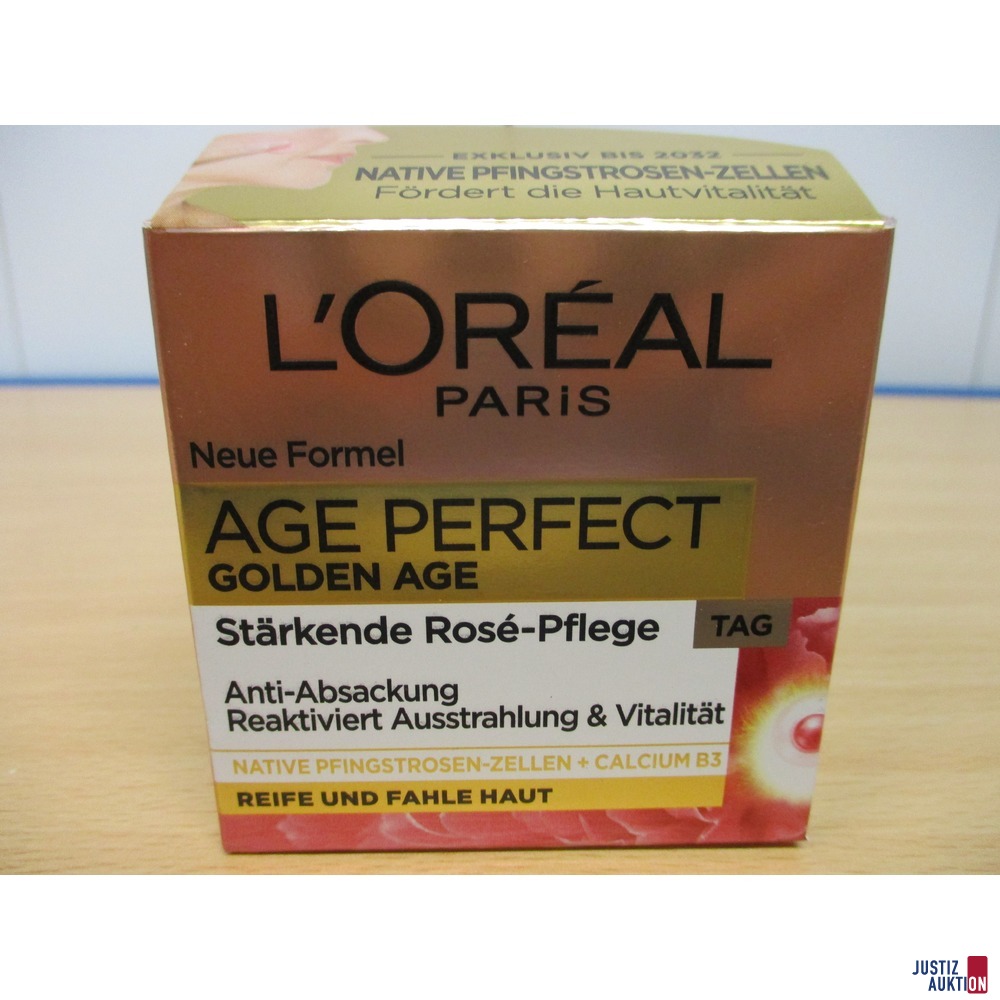 EXKLUSIV BIS 2032
NATIVE PFINGSTROSEN-ZELLEN
Fördert die Hautvitalität
L'ORÉAL
PARiS
Neue Formel
AGE PERFECT
GOLDEN AGE
Stärkende Rosé-Pflege
TAG
Anti-Absackung
Reaktiviert Ausstrahlung & Vitalität
NATIVE PFINGSTROSEN-ZELLEN + CALCIUM B3
REIFE UND FAHLE HAUT
JUSTIZ
AUKTION